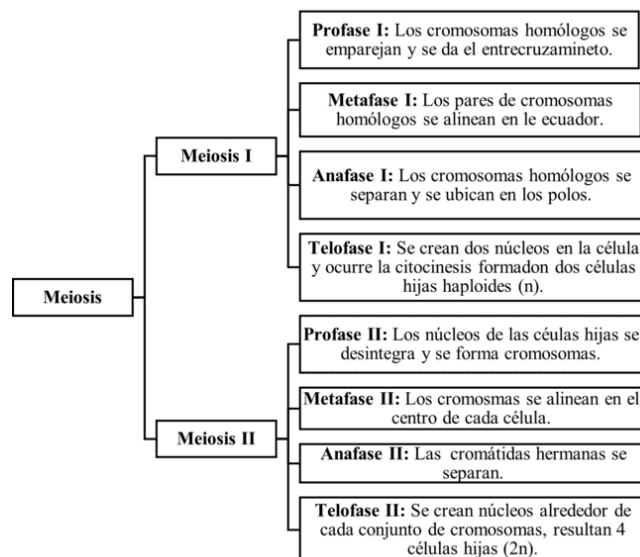 Profase I: Los cromosomas homólogos se
emparejan y se da el entrecruzamineto.
Metafase I: Los pares de cromosomas
homólogos se alinean en le ecuador.
Meiosis I
Anafase I: Los cromosomas homólogos se
separan y se ubican en los polos.
Telofase I: Se crean dos núcleos en la célula
y ocurre la citocinesis formadon dos células
hijas haploides (n).
Meiosis
Profase II: Los núcleos de las céulas hijas se
desintegra y se forma cromosomas.
Metafase II: Los cromosmas se alinean en el
centro de cada célula.
Meiosis II
Anafase II: Las cromátidas hermanas se
separan.
Telofase II: Se crean núcleos alrededor de
cada conjunto de cromosomas, resultan 4
células hijas (2n).